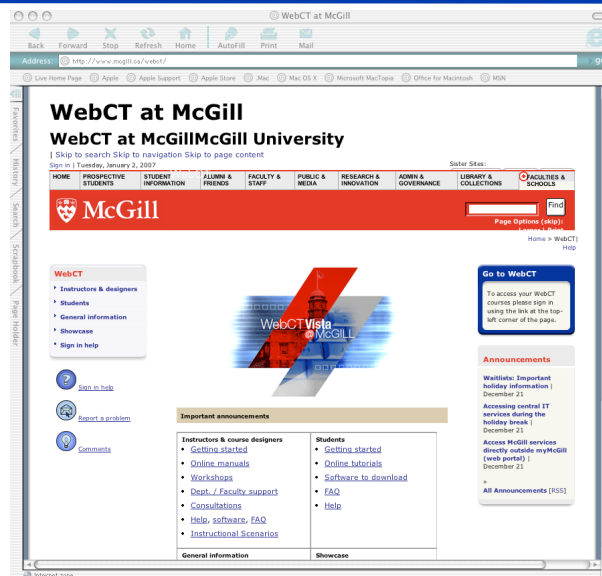 WebCT at McGill
Back Forward Stop Refresh Home AutoFill Print Mail
Address: http://www.mcgill.ca/webct/
Live Home Page Apple Apple Support Apple Store .Mac Mac OS X Microsoft MacTopia Office for Macintosh MSN
Favorites
History
Search
Scrapbook
Page Holder
WebCT at McGill
WebCT at McGillMcGill University
| Skip to search Skip to navigation Skip to page content
Sign in | Tuesday, January 2, 2007
Sister Sites:
HOME PROSPECTIVE STUDENTS STUDENT INFORMATION ALUMNI & FRIENDS FACULTY & STAFF PUBLIC & MEDIA RESEARCH & INNOVATION ADMIN & GOVERNANCE LIBRARY & COLLECTIONS FACULTIES & SCHOOLS
McGill
Find
Page Options (skip):
Home > WebCT|
Help
WebCT
Instructors & designers
Students
General information
Showcase
Sign in help
Sign in help
Report a problem
Comments
WebCTVista
@McGILL
Go to WebCT
To access your WebCT
courses please sign in
using the link at the top-
left corner of the page.
Announcements
Waitlists: Important
holiday information |
December 21
Accessing central IT
services during the
holiday break |
December 21
Access McGill services
directly outside myMcGill
(web portal) |
December 21
»
All Announcements [RSS]
Important announcements
Instructors & course designers
• Getting started
• Online manuals
• Workshops
• Dept. / Faculty support
• Consultations
• Help, software, FAQ
• Instructional Scenarios
Students
• Getting started
• Online tutorials
• Software to download
• FAQ
• Help
General information
Showcase
Internet zone